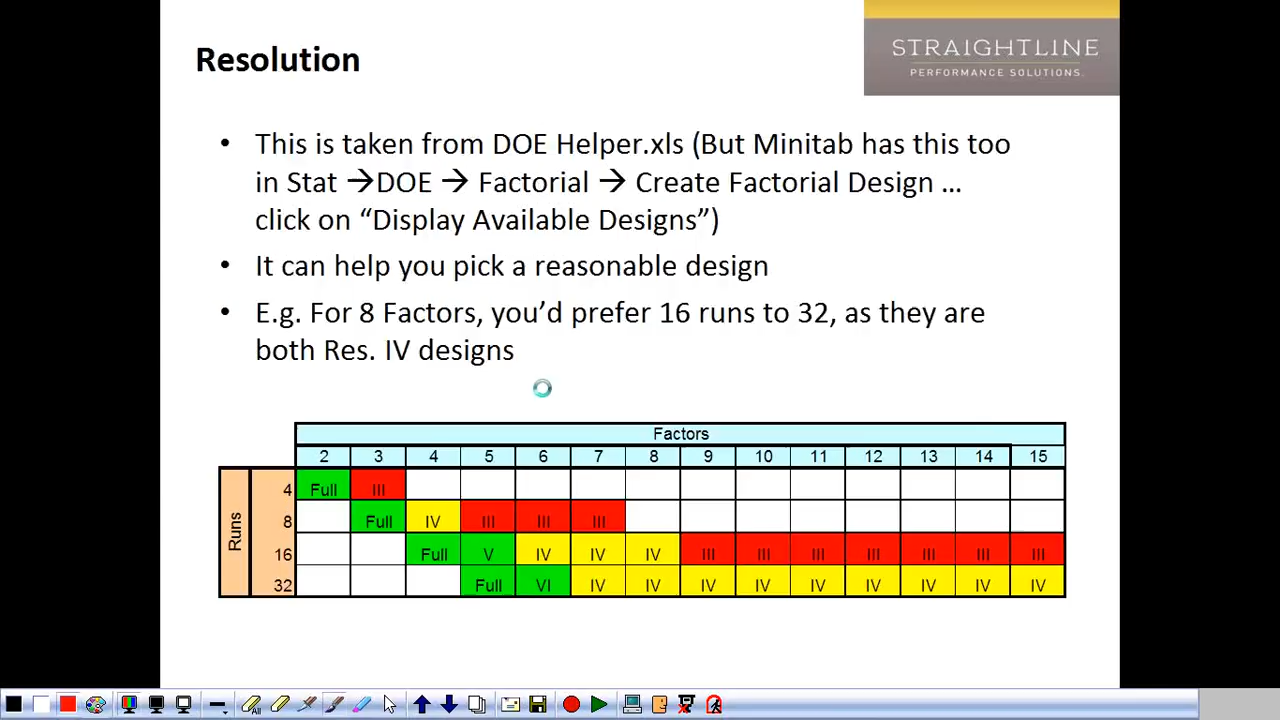 Resolution
STRAIGHTLINE
PERFORMANCE SOLUTIONS.
• This is taken from DOE Helper.xls (But Minitab has this too
in Stat →DOE → Factorial → Create Factorial Design …
click on “Display Available Designs”)
• It can help you pick a reasonable design
• E.g. For 8 Factors, you’d prefer 16 runs to 32, as they are
both Res. IV designs
Factors
2 3 4 5 6 7 8 9 10 11 12 13 14 15
Runs
4 Full III
8 Full IV III III III
16 Full V IV IV IV III III III III III III III
32 Full VI IV IV IV IV IV IV IV IV IV
All